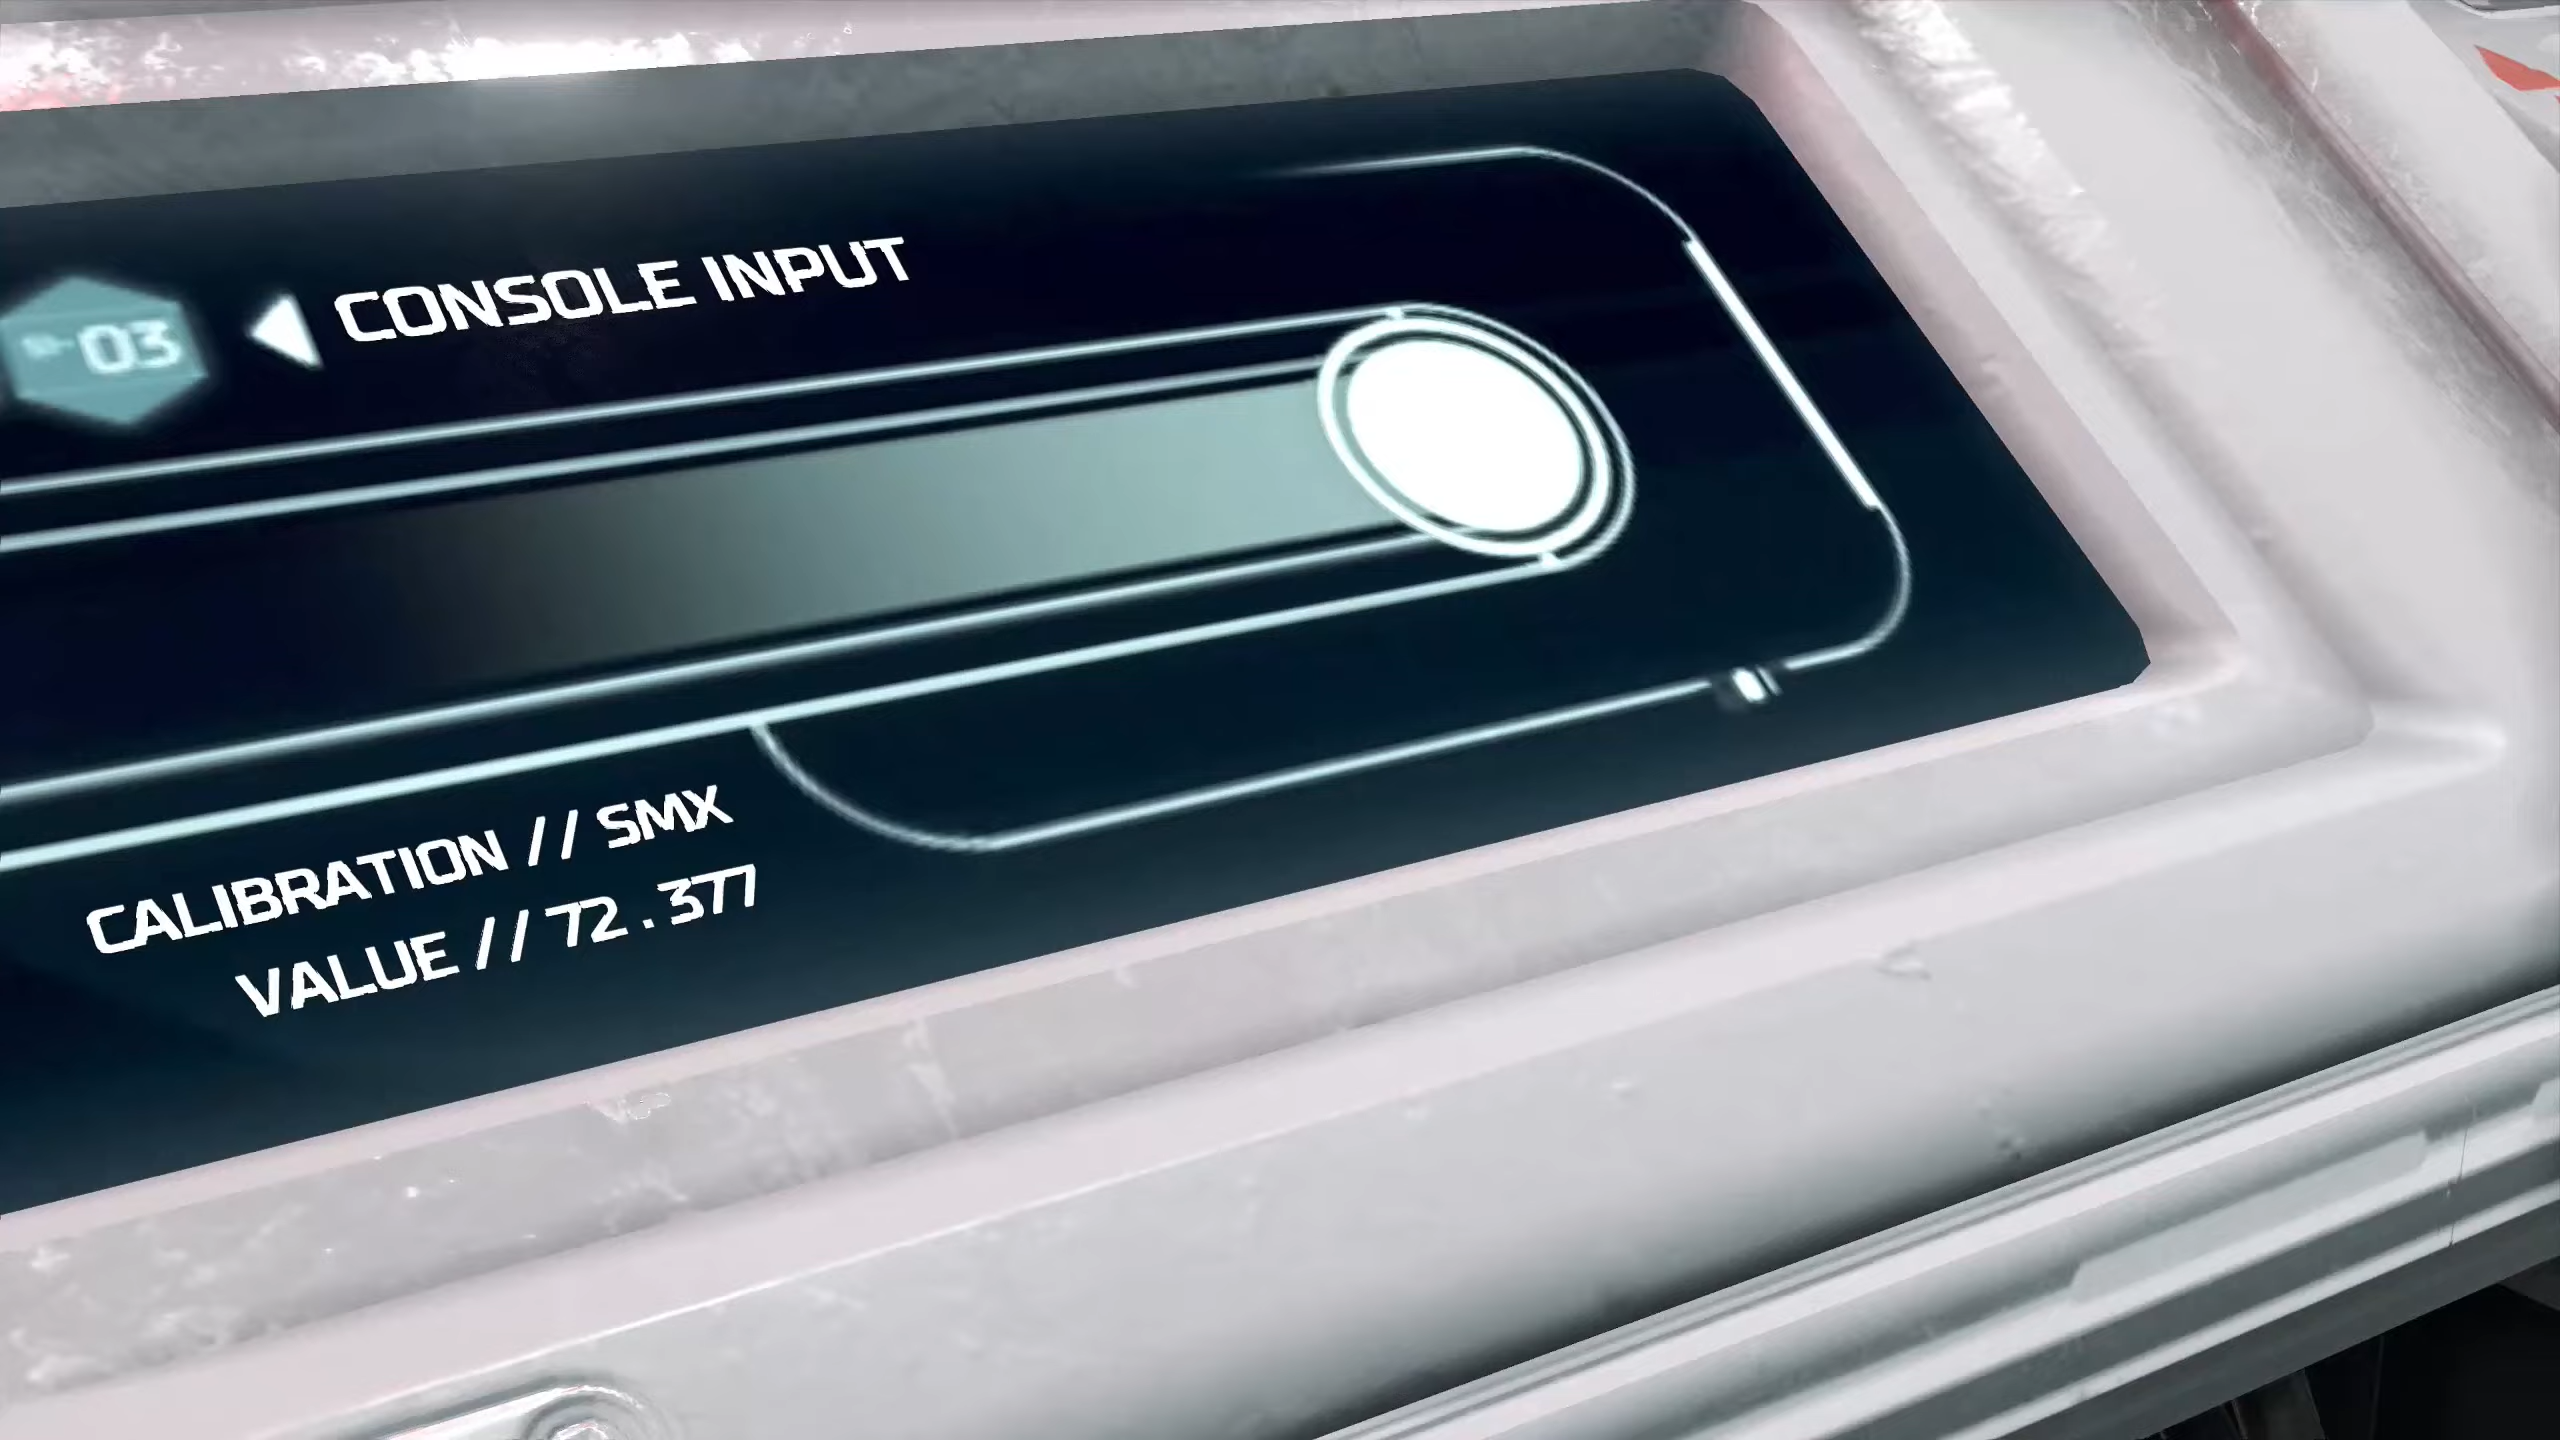 03
CONSOLE INPUT
CALIBRATION // SMX
VALUE // 72.377